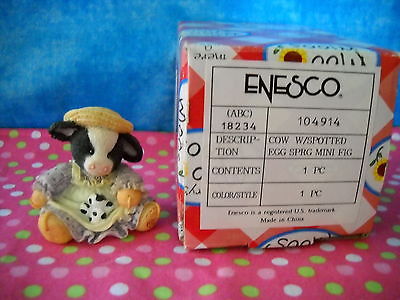 ENESCO®
(ABC) 18234 104914
DESCRIP-TION COW W/SPOTTED EGG SPRG MINI FIG
CONTENTS 1 PC
COLOR/STYLE 1 PC
Enesco is a registered U.S. trademark.
Made in China